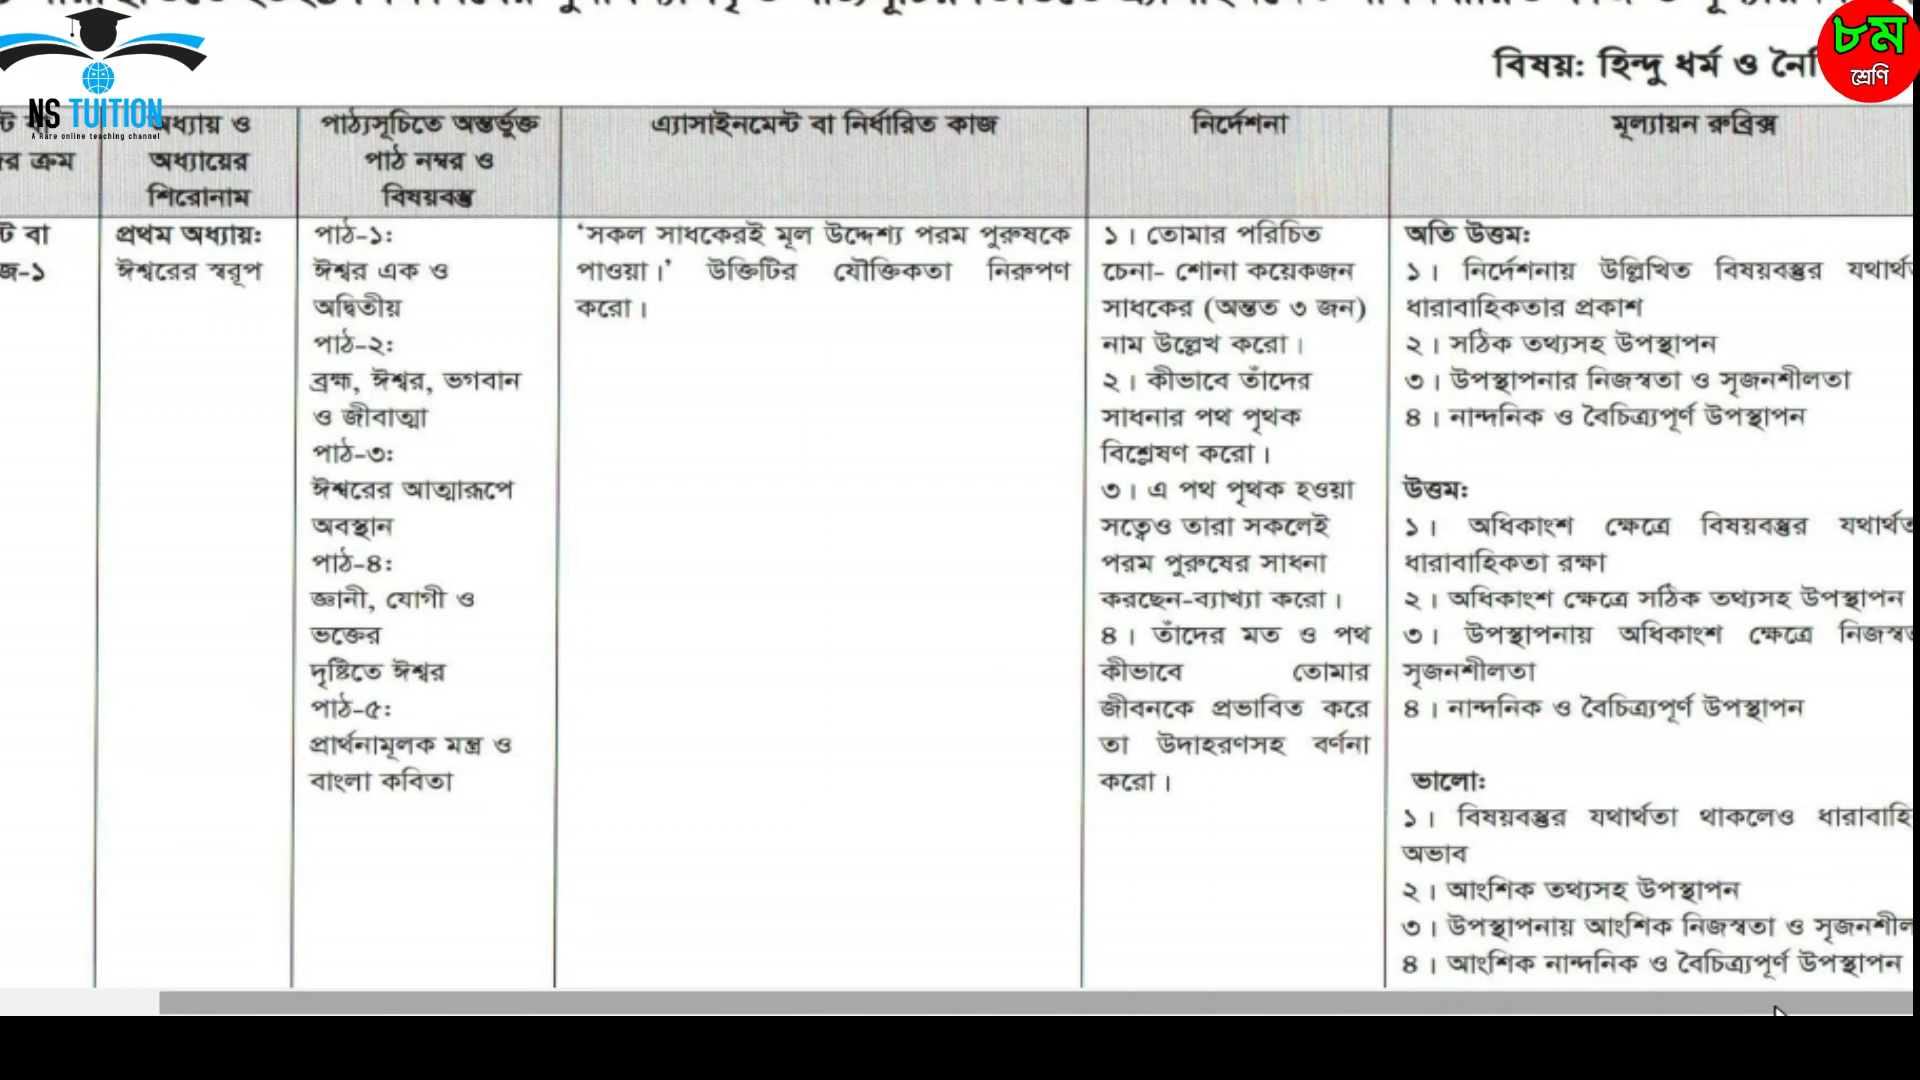 বিষয়: হিন্দু ধর্ম ও
৮ম
শ্রেণি
NS TUITION
A Rare online teaching channel
ক্রম
অধ্যায় ও
অধ্যায়ের
শিরোনাম
পাঠ্যসূচিতে অন্তর্ভুক্ত
পাঠ নম্বর ও
বিষয়বস্তু
এ্যাসাইনমেন্ট বা নির্ধারিত কাজ
নির্দেশনা
মূল্যায়ন রুব্রিক্স
বা
প্রথম অধ্যায়:
ঈশ্বরের স্বরূপ
পাঠ-১:
ঈশ্বর এক ও
অদ্বিতীয়
পাঠ-২:
ব্রহ্ম, ঈশ্বর, ভগবান
ও জীবাত্মা
পাঠ-৩:
ঈশ্বরের আত্মারূপে
অবস্থান
পাঠ-৪:
জ্ঞানী, যোগী ও
ভক্তের
দৃষ্টিতে ঈশ্বর
পাঠ-৫:
প্রার্থনামূলক মন্ত্র ও
বাংলা কবিতা
‘সকল সাধকেরই মূল উদ্দেশ্য পরম পুরুষকে
পাওয়া।’ উক্তিটির যৌক্তিকতা নিরুপণ
করো।
১। তোমার পরিচিত
চেনা- শোনা কয়েকজন
সাধকের (অন্তত ৩ জন)
নাম উল্লেখ করো।
২। কীভাবে তাঁদের
সাধনার পথ পৃথক
বিশ্লেষণ করো।
৩। এ পথ পৃথক হওয়া
সত্ত্বেও তারা সকলেই
পরম পুরুষের সাধনা
করছেন-ব্যাখ্যা করো।
৪। তাঁদের মত ও পথ
কীভাবে তোমার
জীবনকে প্রভাবিত করে
তা উদাহরণসহ বর্ণনা
করো।
অতি উত্তম:
১। নির্দেশনায় উল্লিখিত বিষয়বস্তুর
ধারাবাহিকতার প্রকাশ
২। সঠিক তথ্যসহ উপস্থাপন
৩। উপস্থাপনার নিজস্বতা ও সৃজনশীলতা
৪। নান্দনিক ও বৈচিত্র্যপূর্ণ উপস্থাপন
উত্তম:
১। অধিকাংশ ক্ষেত্রে বিষয়বস্তুর
ধারাবাহিকতা রক্ষা
২। অধিকাংশ ক্ষেত্রে সঠিক তথ্যসহ উপস্থাপন
৩। উপস্থাপনায় অধিকাংশ ক্ষেত্রে
সৃজনশীলতা
৪। নান্দনিক ও বৈচিত্র্যপূর্ণ উপস্থাপন
ভালো:
১। বিষয়বস্তুর যথার্থতা থাকলেও
অভাব
২। আংশিক তথ্যসহ উপস্থাপন
৩। উপস্থাপনায় আংশিক নিজস্বতা ও
৪। আংশিক নান্দনিক ও বৈচিত্র্যপূর্ণ উপস্থাপন